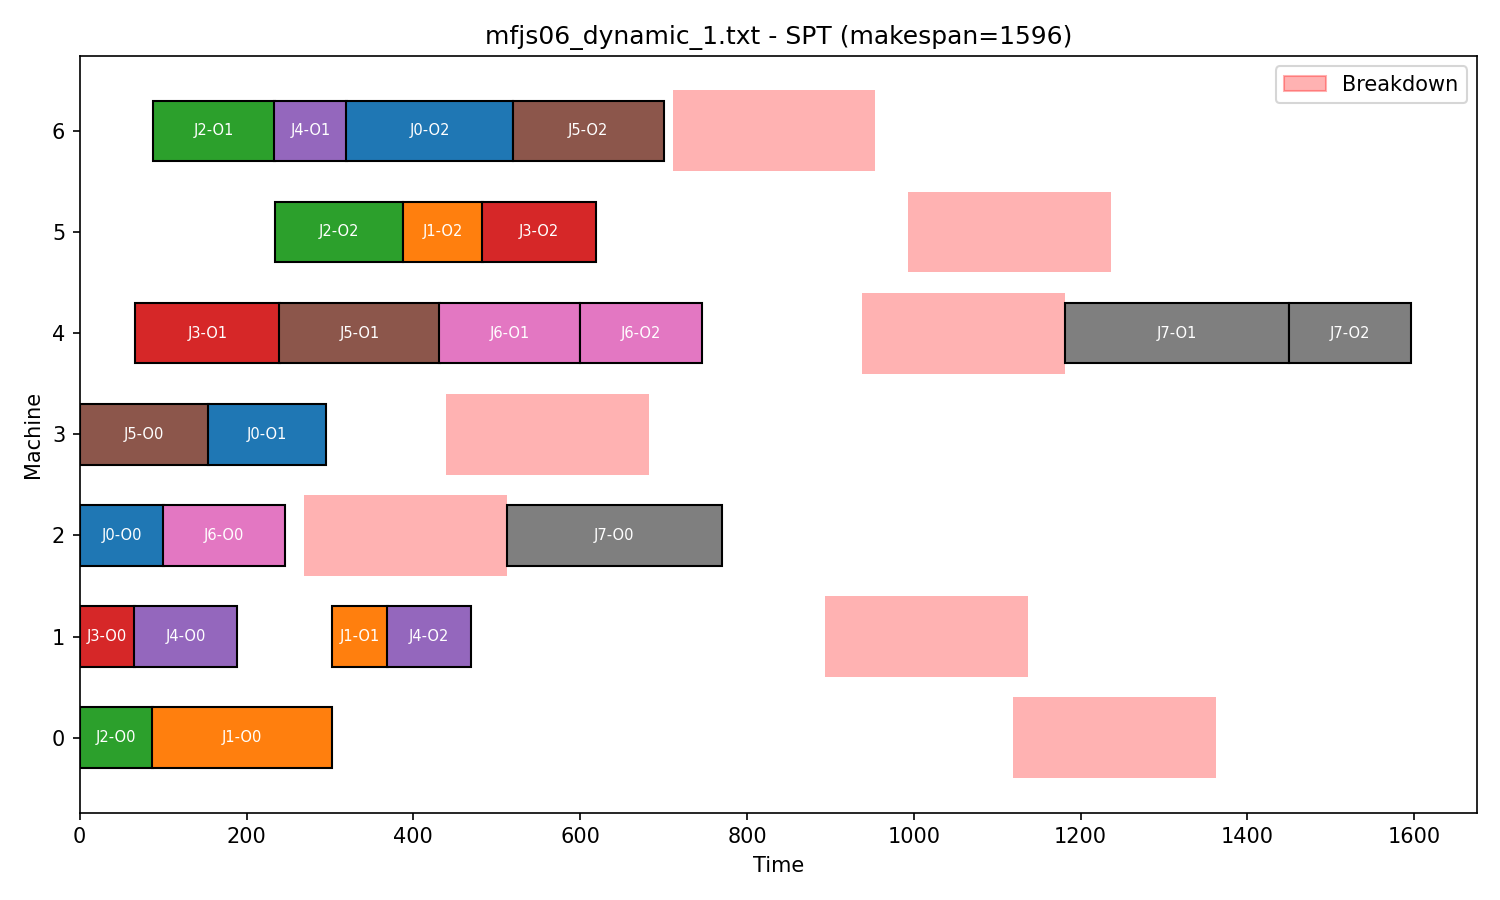 mfjs06_dynamic_1.txt - SPT (makespan=1596)
Breakdown
Machine
6
J2-O1 J4-O1 J0-O2 J5-O2
5
J2-O2 J1-O2 J3-O2
4
J3-O1 J5-O1 J6-O1 J6-O2 J7-O1 J7-O2
3
J5-O0 J0-O1
2
J0-O0 J6-O0 J7-O0
1
J3-O0 J4-O0 J1-O1 J4-O2
0
J2-O0 J1-O0
0 200 400 600 800 1000 1200 1400 1600
Time